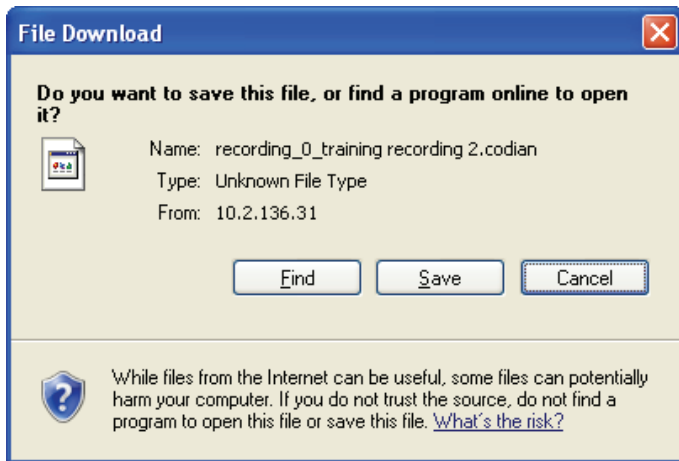 File Download
Do you want to save this file, or find a program online to open
it?
Name: recording_0_training recording 2.codian
Type: Unknown File Type
From: 10.2.136.31
Find Save Cancel
While files from the Internet can be useful, some files can potentially
harm your computer. If you do not trust the source, do not find a
program to open this file or save this file. What's the risk?